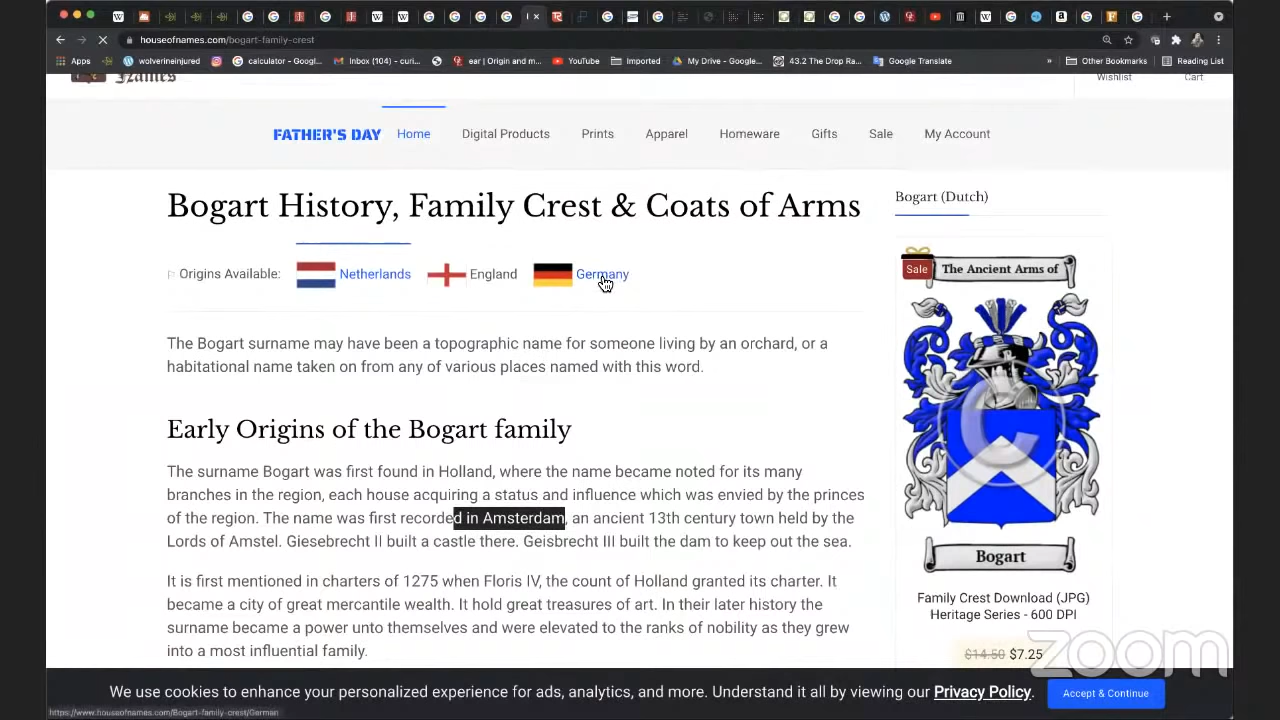 houseofnames.com/bogart-family-crest
Apps
wolverineinjured
calculator - Googl...
Inbox (104) - curi...
ear | Origin and m...
YouTube
Imported
My Drive - Google...
43.2 The Drop Ra...
Google Translate
»
Other Bookmarks
Reading List
Names
Wishlist
Cart
FATHER'S DAY
Home
Digital Products
Prints
Apparel
Homeware
Gifts
Sale
My Account
Bogart History, Family Crest & Coats of Arms
Origins Available:
Netherlands
England
Germany
The Bogart surname may have been a topographic name for someone living by an orchard, or a
habitational name taken on from any of various places named with this word.
Early Origins of the Bogart family
The surname Bogart was first found in Holland, where the name became noted for its many
branches in the region, each house acquiring a status and influence which was envied by the princes
of the region. The name was first recorded in Amsterdam, an ancient 13th century town held by the
Lords of Amstel. Giesebrecht II built a castle there. Geisbrecht III built the dam to keep out the sea.
It is first mentioned in charters of 1275 when Floris IV, the count of Holland granted its charter. It
became a city of great mercantile wealth. It hold great treasures of art. In their later history the
surname became a power unto themselves and were elevated to the ranks of nobility as they grew
into a most influential family.
Bogart (Dutch)
Sale
The Ancient Arms of
C
Bogart
Family Crest Download (JPG)
Heritage Series - 600 DPI
$14.50 $7.25
zoom
We use cookies to enhance your personalized experience for ads, analytics, and more. Understand it all by viewing our Privacy Policy.
Accept & Continue
https://www.houseofnames.com/Bogart-family-crest/German